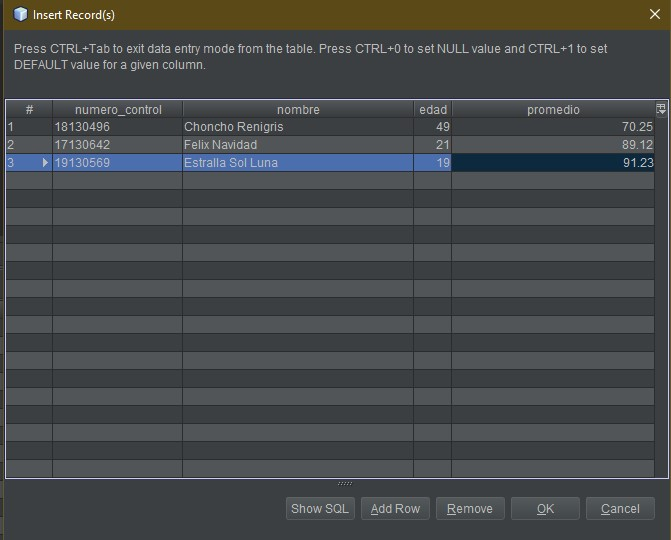 Insert Record(s)
Press CTRL+Tab to exit data entry mode from the table. Press CTRL+0 to set NULL value and CTRL+1 to set
DEFAULT value for a given column.
# numero_control nombre edad promedio
1 18130496 Choncho Renigris 49 70.25
2 17130642 Felix Navidad 21 89.12
3 19130569 Estralla Sol Luna 19 91.23
Show SQL Add Row Remove OK Cancel